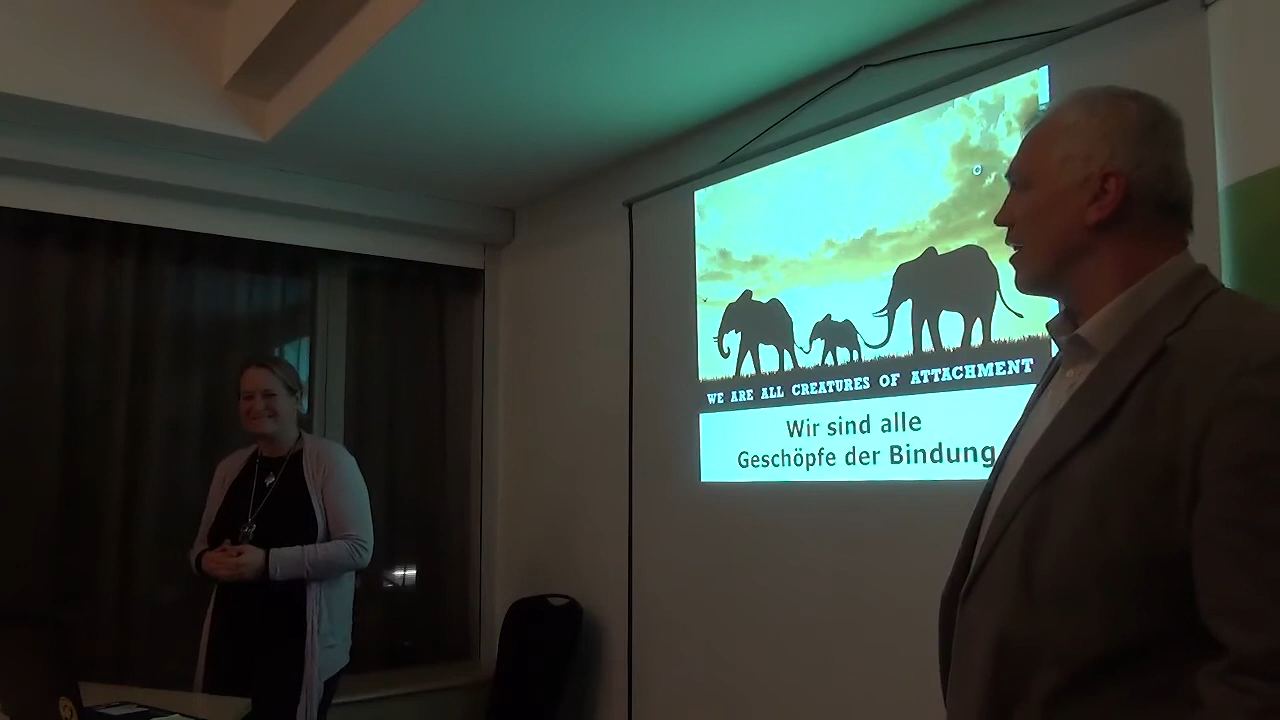 WE ARE ALL CREATURES OF ATTACHMENT
Wir sind alle
Geschöpfe der Bindung